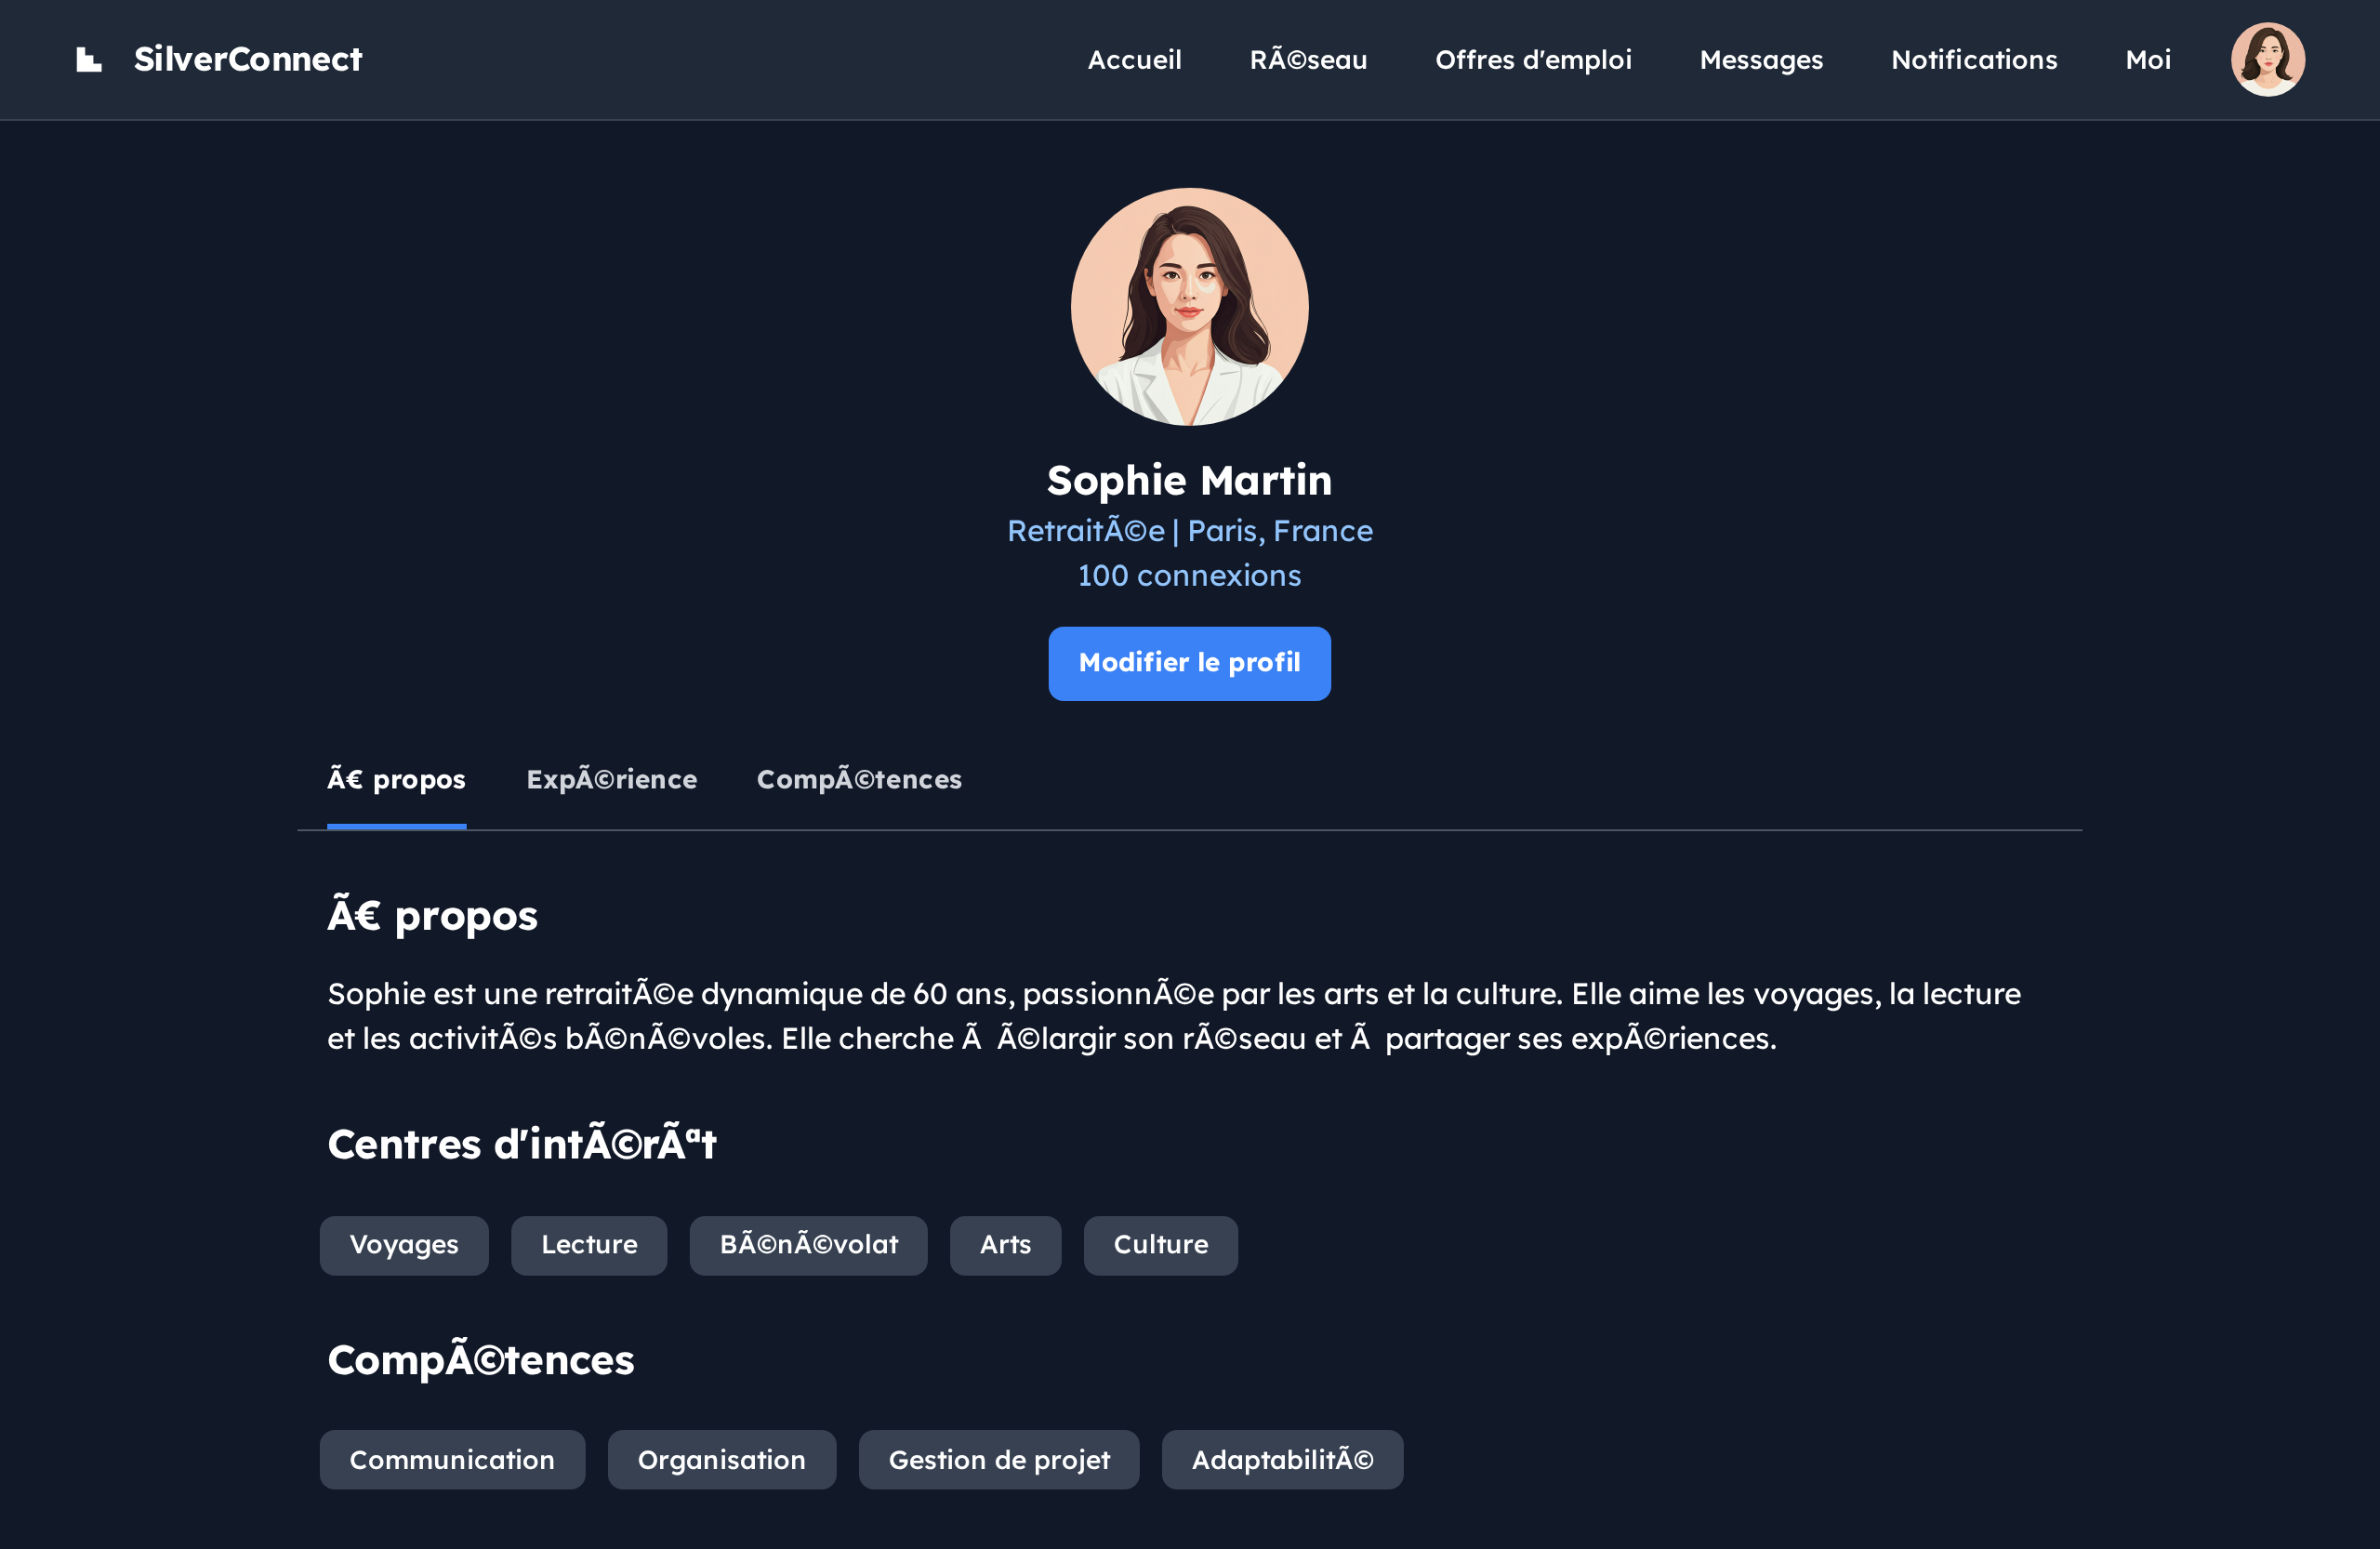 SilverConnect
Accueil
RÃ©seau
Offres d'emploi
Messages
Notifications
Moi
Sophie Martin
RetraitÃ©e | Paris, France
100 connexions
Modifier le profil
Ã€ propos
ExpÃ©rience
CompÃ©tences
Ã€ propos
Sophie est une retraitÃ©e dynamique de 60 ans, passionnÃ©e par les arts et la culture. Elle aime les voyages, la lecture
et les activitÃ©s bÃ©nÃ©voles. Elle cherche Ã  Ã©largir son rÃ©seau et Ã  partager ses expÃ©riences.
Centres d'intÃ©rÃªt
Voyages
Lecture
BÃ©nÃ©volat
Arts
Culture
CompÃ©tences
Communication
Organisation
Gestion de projet
AdaptabilitÃ©